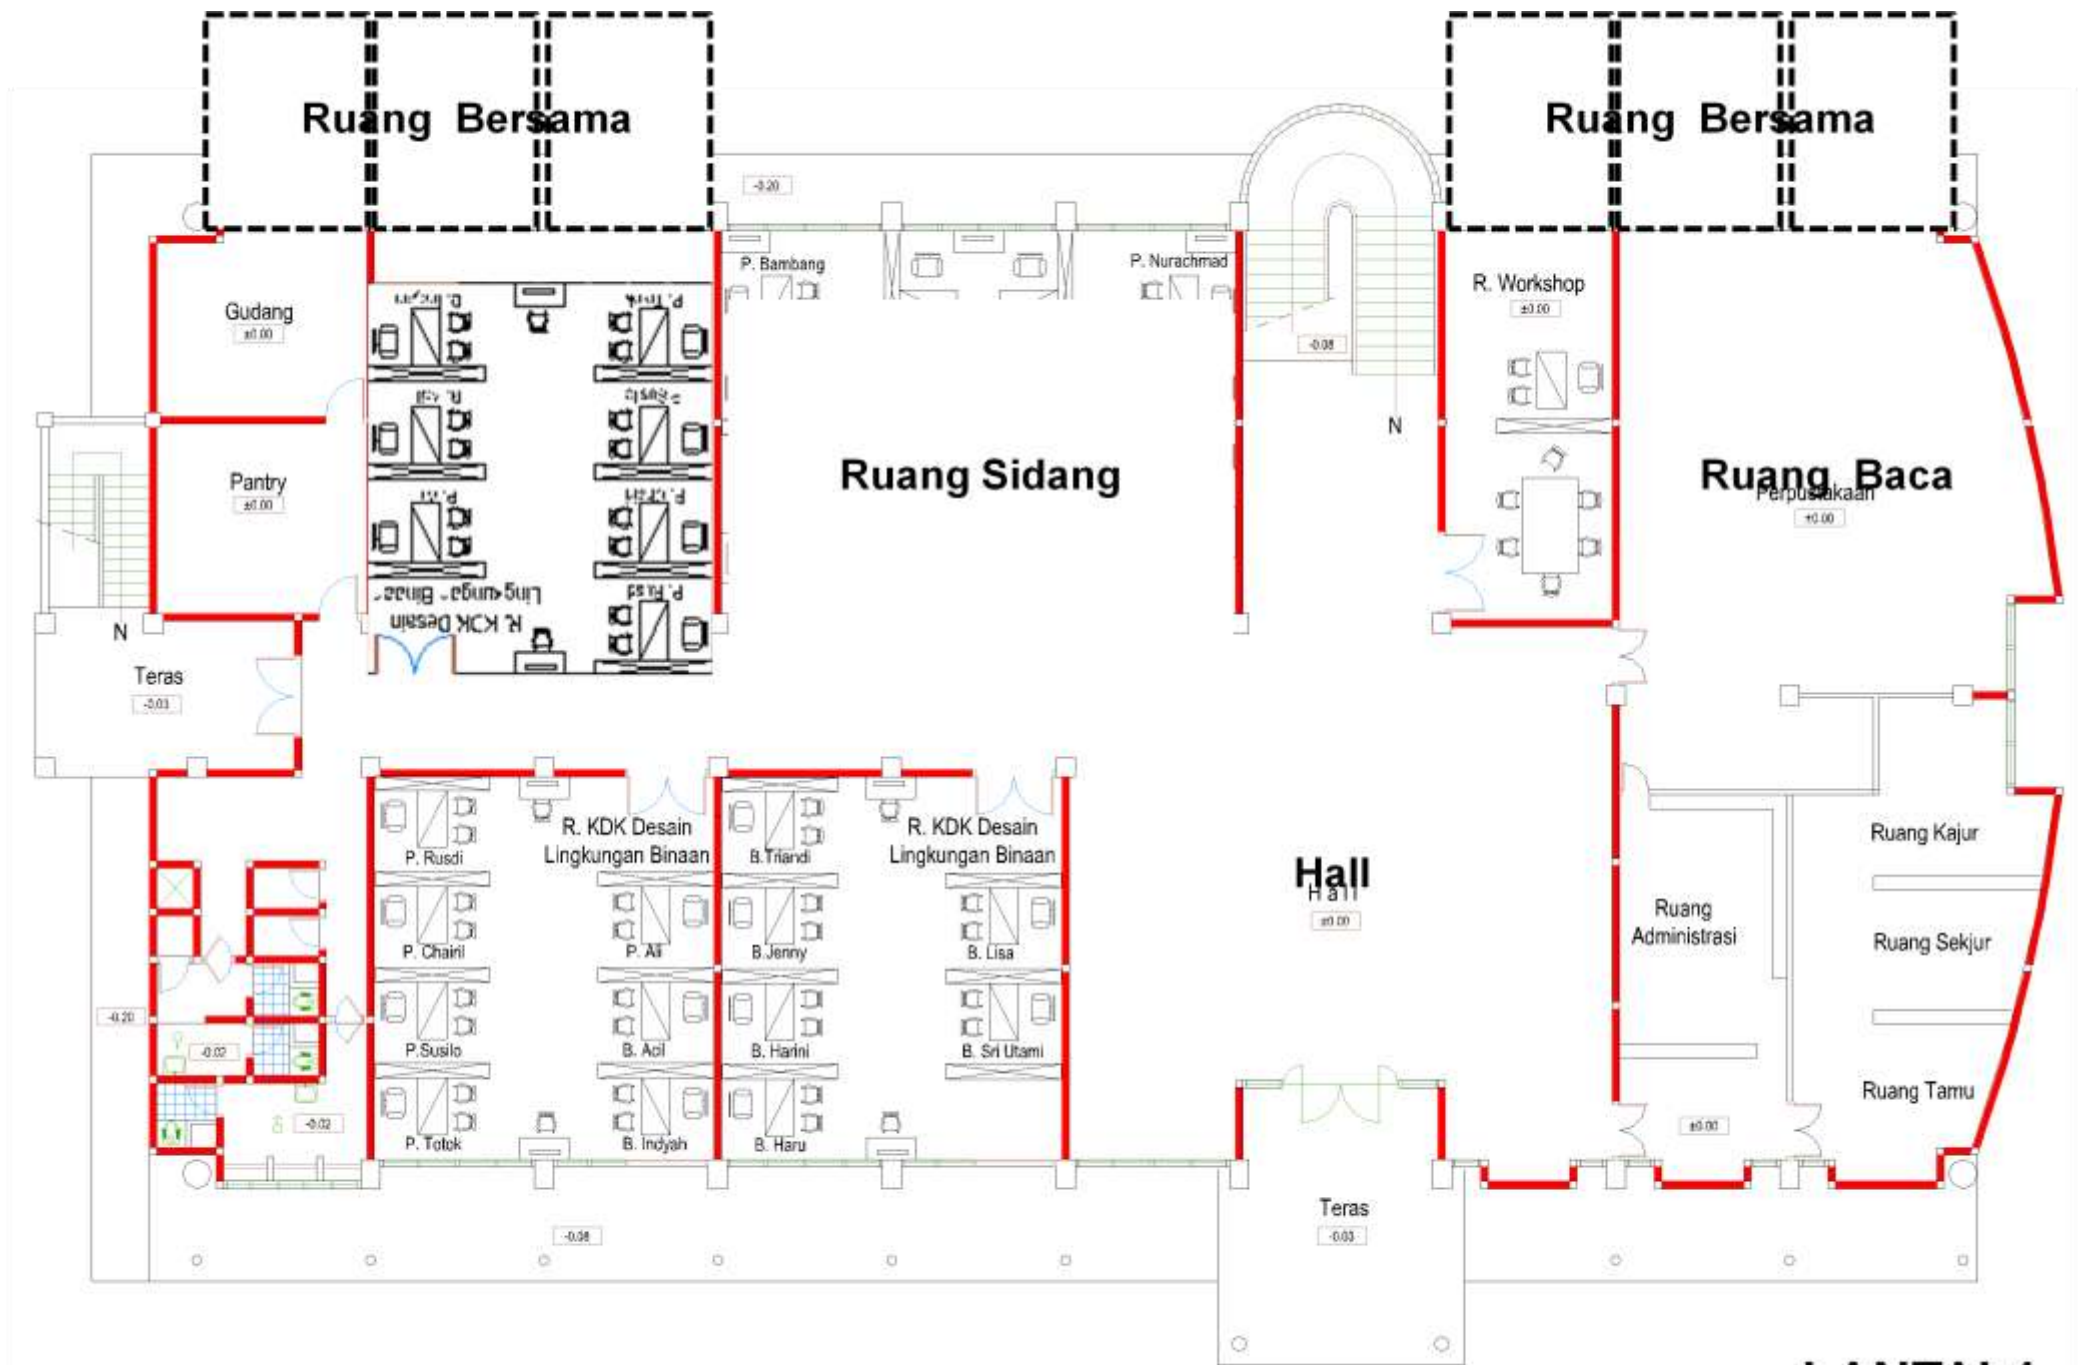 Ruang Bersama
Ruang Bersama
-0.20
P. Bambang
P. Nurachmad
R. Workshop
±0.00
Gudang
±0.00
-0.08
N
Ruang Sidang
Ruang Baca
Perpustakaan
±0.00
Pantry
±0.00
R. KDK Desain
Lingkungan Binaan
N
Teras
-0.03
R. KDK Desain
Lingkungan Binaan
R. KDK Desain
Lingkungan Binaan
P. Rusdi
B.Triandi
P. Chairil
P. Ali
B.Jenny
B. Lisa
P.Susilo
B. Acil
B. Harini
B. Sri Utami
P. Totok
B. Indyah
B. Haru
Hall
Hall
±0.00
Ruang Kajur
Ruang
Administrasi
Ruang Sekjur
Ruang Tamu
±0.00
-0.20
-0.02
-0.02
Teras
-0.03
-0.08